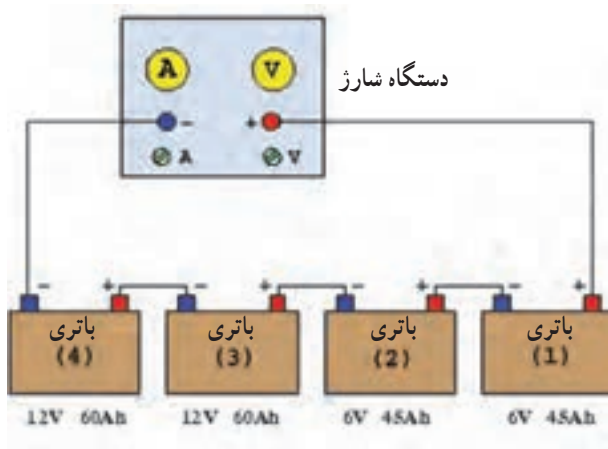 A V
دستگاه شارژ
- +
A V
- + - + - + - +
باتری باتری باتری باتری
(4) (3) (2) (1)
12V 60Ah 12V 60Ah 6V 45Ah 6V 45Ah